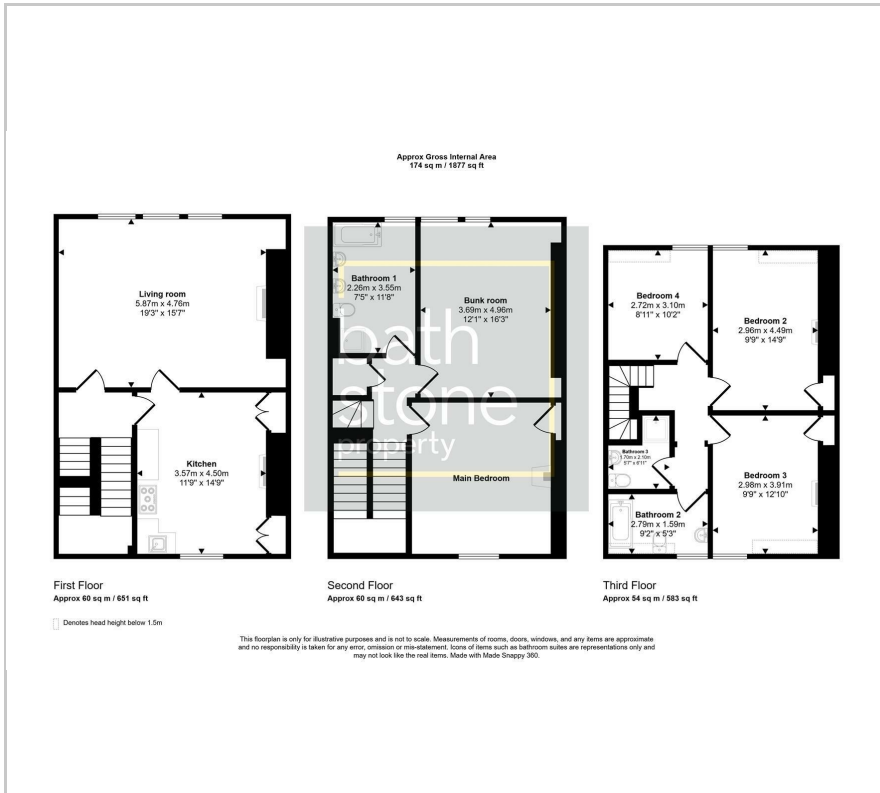 Approx Gross Internal Area
174 sq m / 1877 sq ft
Living room
5.87m x 4.76m
19'3" x 15'7"
Kitchen
3.57m x 4.50m
11'9" x 14'9"
First Floor
Approx 60 sq m / 651 sq ft
Denotes head height below 1.5m
Bathroom 1
2.26m x 3.55m
7'5" x 11'8"
Bunk room
3.69m x 4.96m
12'1" x 16'3"
bath
stone
property
Main Bedroom
Second Floor
Approx 60 sq m / 643 sq ft
Bedroom 4
2.72m x 3.10m
8'11" x 10'2"
Bedroom 2
2.96m x 4.49m
9'9" x 14'9"
Bathroom 3
1.70m x 2.10m
5'7" x 6'11"
Bedroom 3
2.98m x 3.91m
9'9" x 12'10"
Bathroom 2
2.79m x 1.59m
9'2" x 5'3"
Third Floor
Approx 54 sq m / 583 sq ft
This floorplan is only for illustrative purposes and is not to scale. Measurements of rooms, doors, windows, and any items are approximate
and no responsibility is taken for any error, omission or mis-statement. Icons of items such as bathroom suites are representations only and
may not look like the real items. Made with Made Snappy 360.